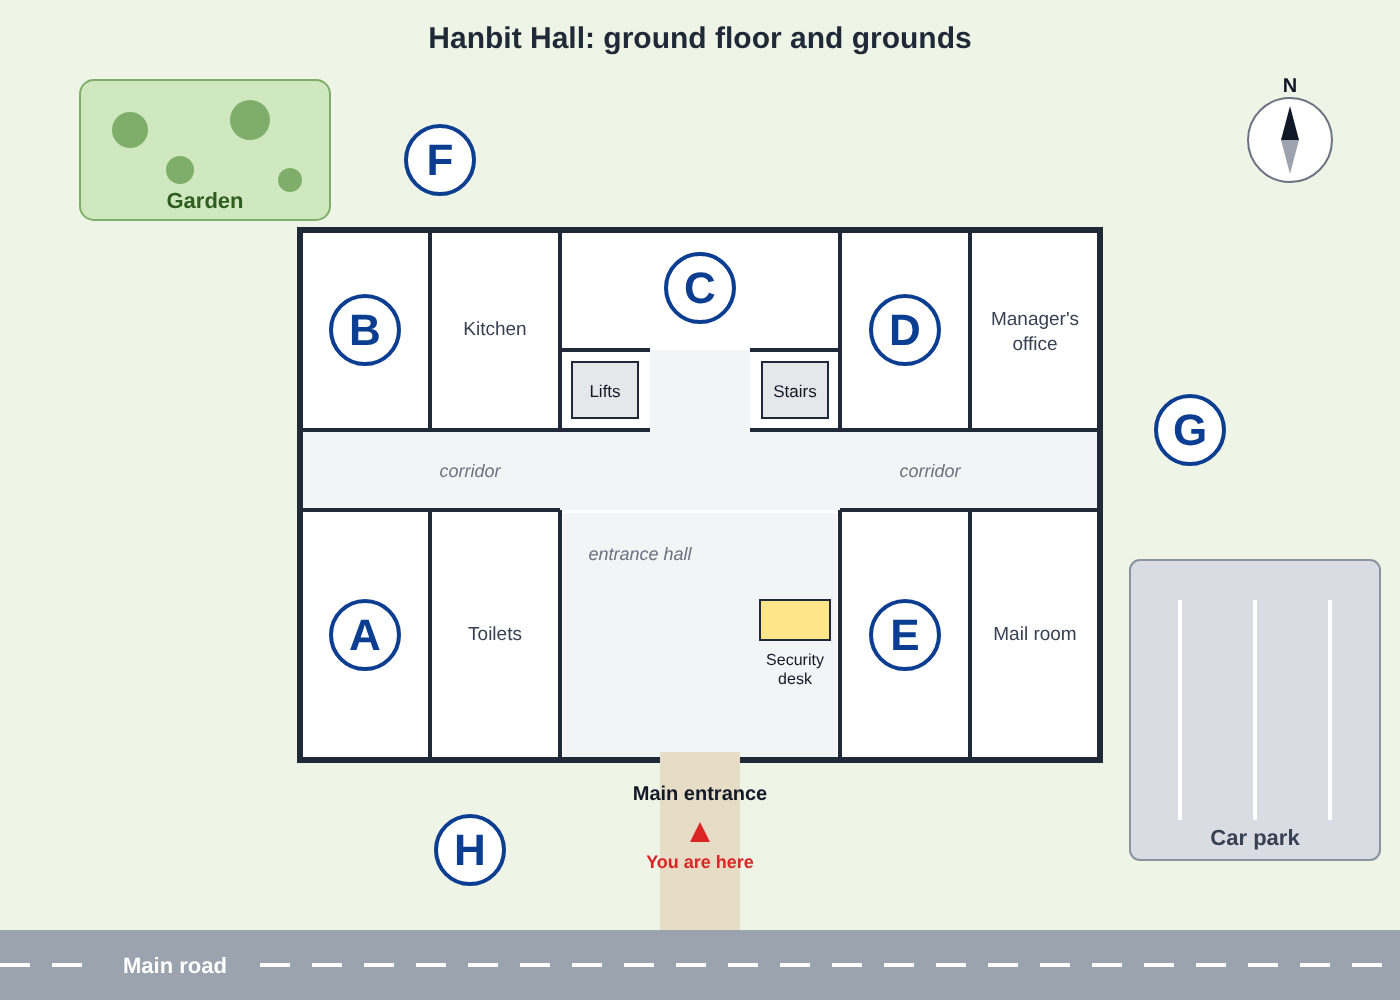 Hanbit Hall: ground floor and grounds
N
F
Garden
B
Kitchen
C
D
Manager's
office
Lifts
Stairs
G
corridor
corridor
entrance hall
A
Toilets
Security
desk
E
Mail room
Main entrance
You are here
H
Car park
Main road